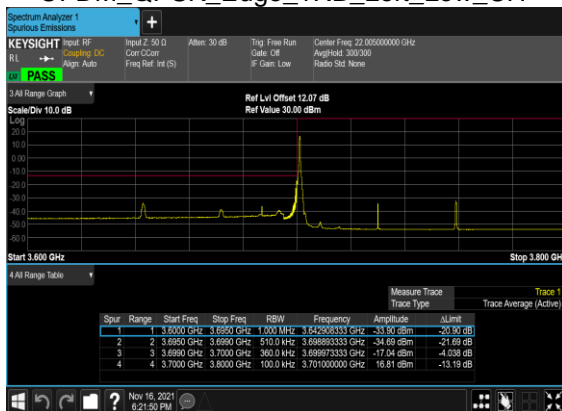 Spectrum Analyzer 1
Spurious Emissions
+
KEYSIGHT Input: RF Input Z: 50 Ω Atten: 30 dB Trig: Free Run Center Freq: 22.005000000 GHz
RL Coupling: DC Corr CCorr Gate: Off Avg|Hold: 300/300
Align: Auto Freq Ref: Int (S) IF Gain: Low Radio Std: None
PASS
3 All Range Graph
Ref Lvl Offset 12.07 dB
Scale/Div 10.0 dB Ref Value 30.00 dBm
Log
20.0
10.0
0.00
-10.0
-20.0
-30.0
-40.0
-50.0
-60.0
Start 3.600 GHz Stop 3.800 GH
4 All Range Table
Measure Trace Trace 1
Trace Type Trace Average (Active)
Spur Range Start Freq Stop Freq RBW Frequency Amplitude ΔLimit
1 1 3.6000 GHz 3.6950 GHz 1.000 MHz 3.642908333 GHz -33.90 dBm -20.90 dB
2 2 3.6950 GHz 3.6990 GHz 510.0 kHz 3.698893333 GHz -34.69 dBm -21.69 dB
3 3 3.6990 GHz 3.7000 GHz 360.0 kHz 3.699973333 GHz -17.04 dBm -4.038 dB
4 4 3.7000 GHz 3.8000 GHz 100.0 kHz 3.701000000 GHz 16.81 dBm -13.19 dB
Nov 16, 2021
6:21:50 PM